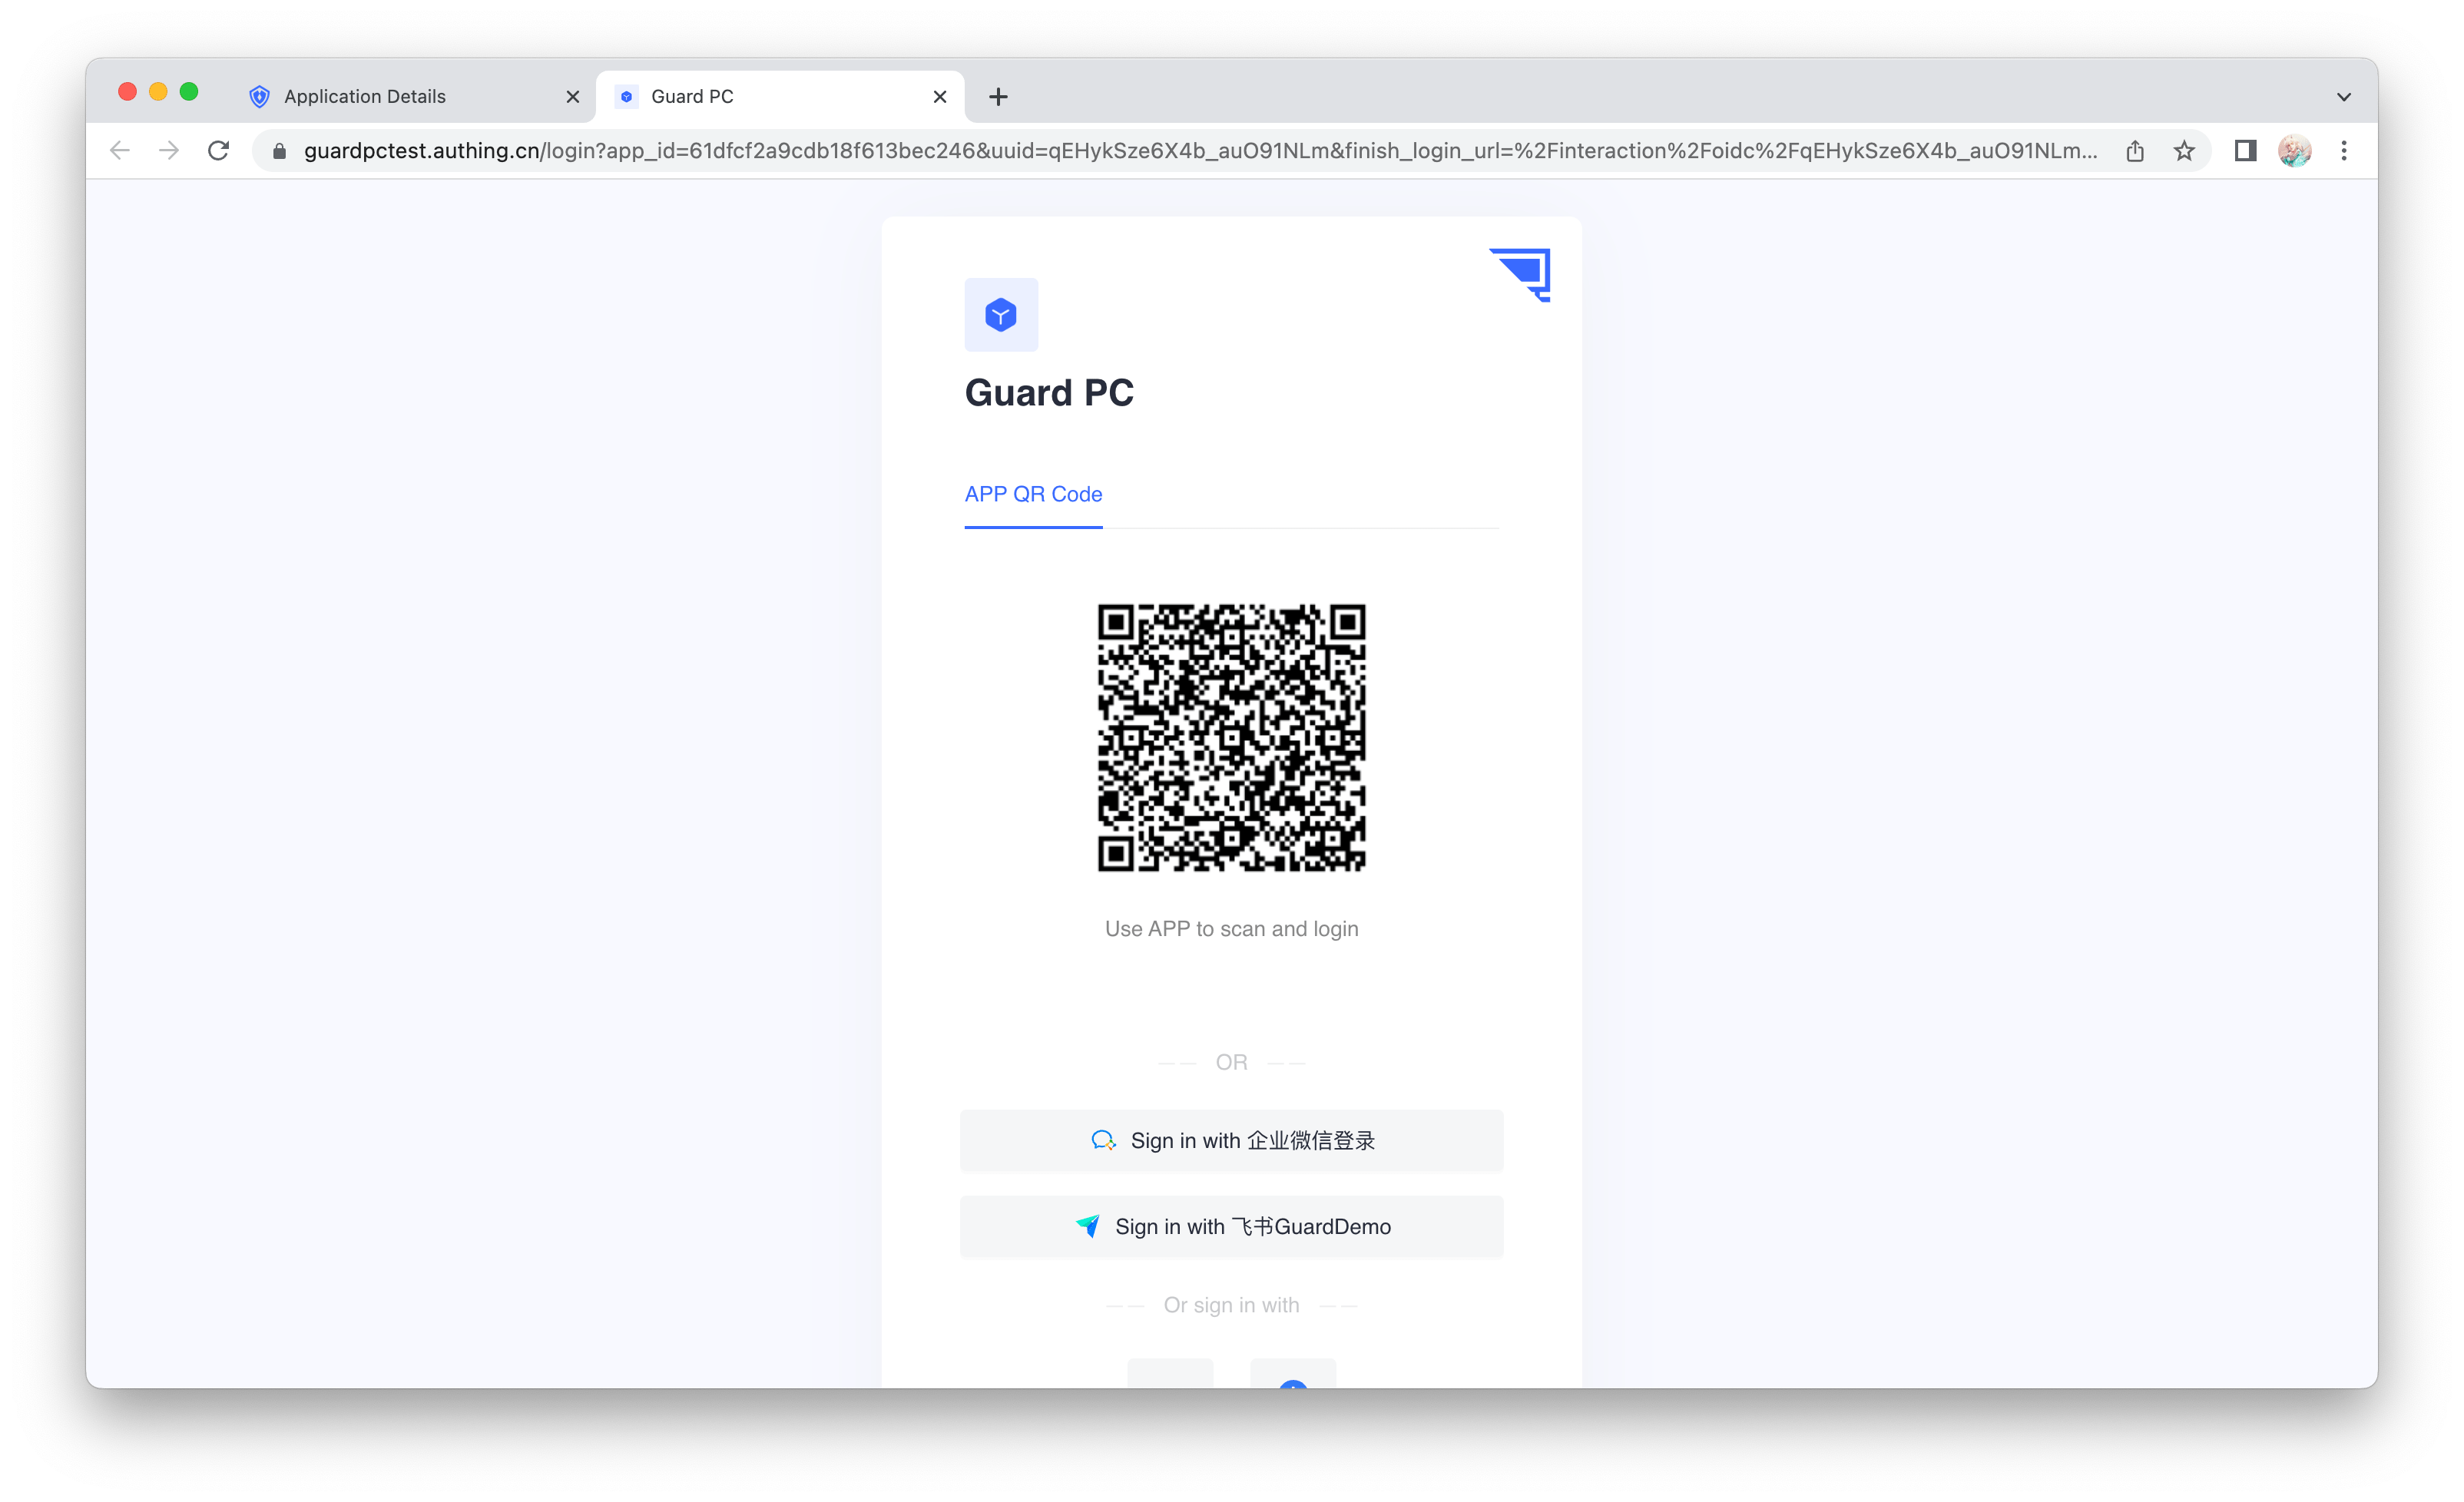 Application Details
Guard PC
guardpctest.authing.cn/login?app_id=61dfcf2a9cdb18f613bec246&uuid=qEHykSze6X4b_auO91NLm&finish_login_url=%2Finteraction%2Foidc%2FqEHykSze6X4b_auO91NLm...
Guard PC
APP QR Code
Use APP to scan and login
OR
Sign in with 企业微信登录
Sign in with 飞书GuardDemo
Or sign in with